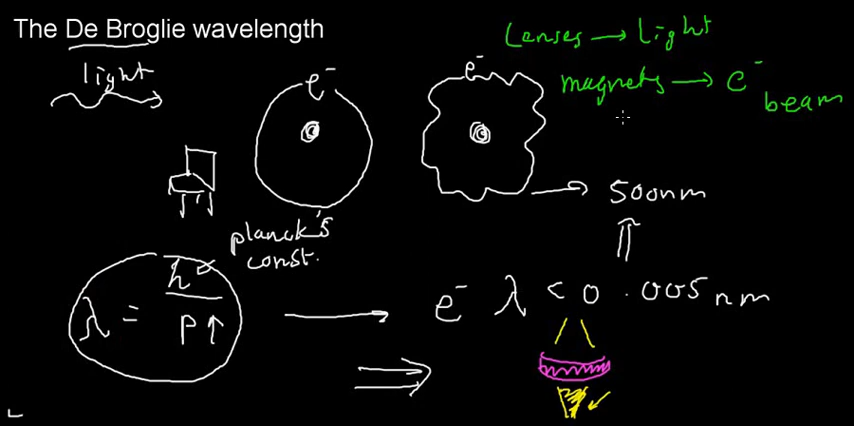 The De Broglie wavelength
Lenses → light
light
e⁻
e⁻
magnets → e⁻
beam
500nm
planck's
const.
λ = h / P↑
e⁻ λ < 0.005nm